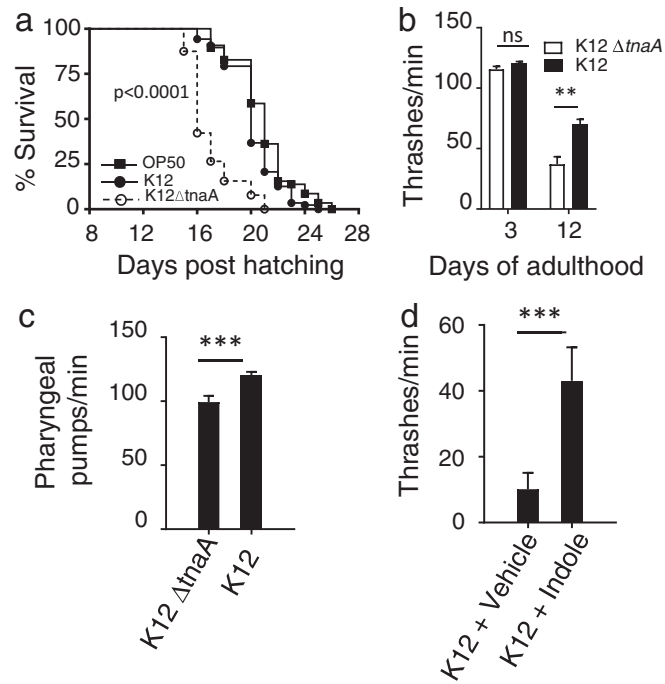 a
100
75
50
25
0
% Survival
p<0.0001
OP50
K12
K12ΔtnaA
8 12 16 20 24 28
Days post hatching
b
K12 ΔtnaA
K12
ns
**
150
100
50
0
Thrashes/min
3 12
Days of adulthood
c
150
100
50
0
Pharyngeal
pumps/min
***
K12 ΔtnaA
K12
d
60
40
20
0
Thrashes/min
***
K12 + Vehicle
K12 + Indole